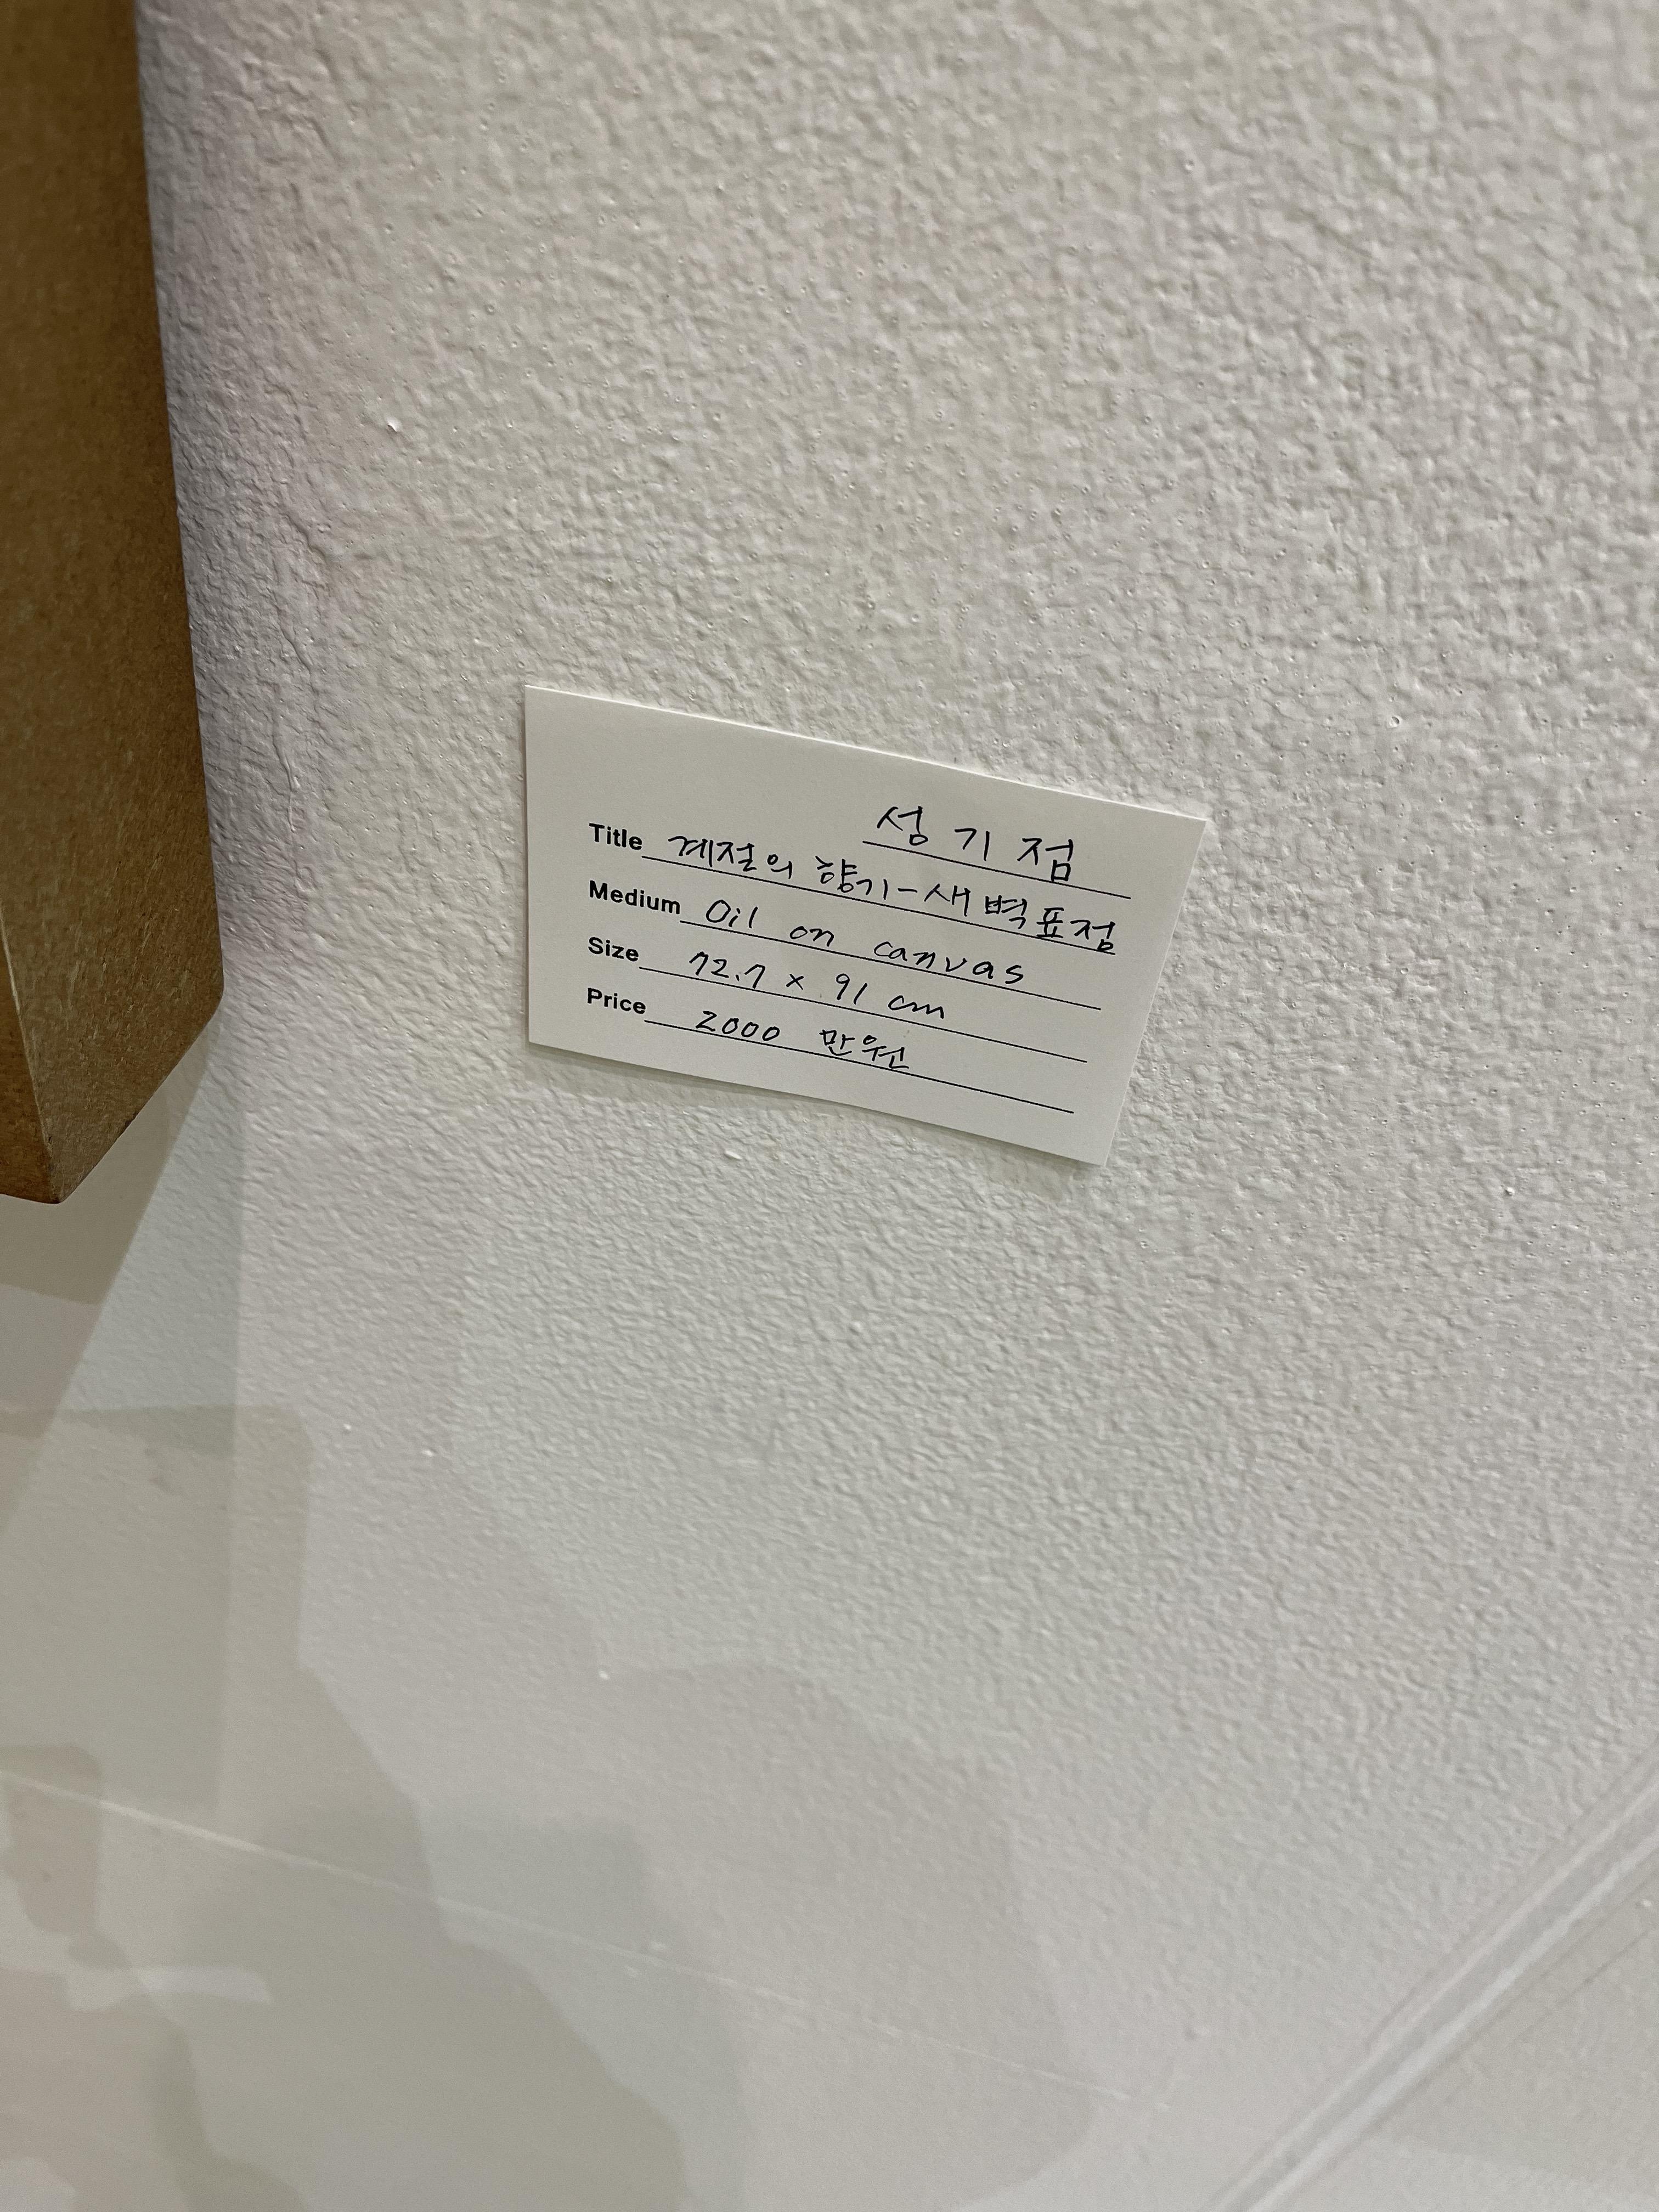 성기점
Title 계절의 향기-새벽표점
Medium Oil on canvas
Size 72.7 x 91 cm
Price 2000 만원